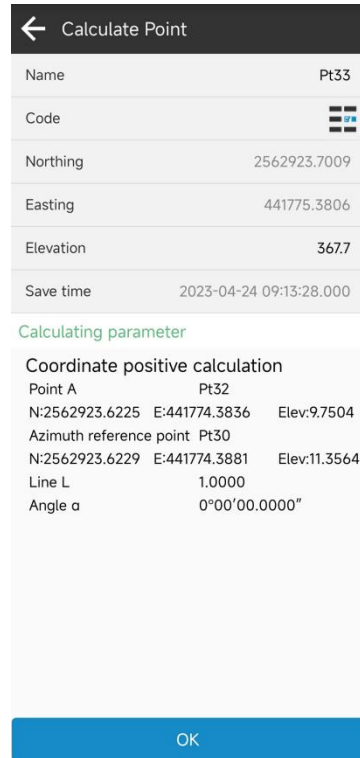 Calculate Point
Name Pt33
Code
Northing 2562923.7009
Easting 441775.3806
Elevation 367.7
Save time 2023-04-24 09:13:28.000
Calculating parameter
Coordinate positive calculation
Point A Pt32
N:2562923.6225 E:441774.3836 Elev:9.7504
Azimuth reference point Pt30
N:2562923.6229 E:441774.3881 Elev:11.3564
Line L 1.0000
Angle α 0°00′00.0000″
OK